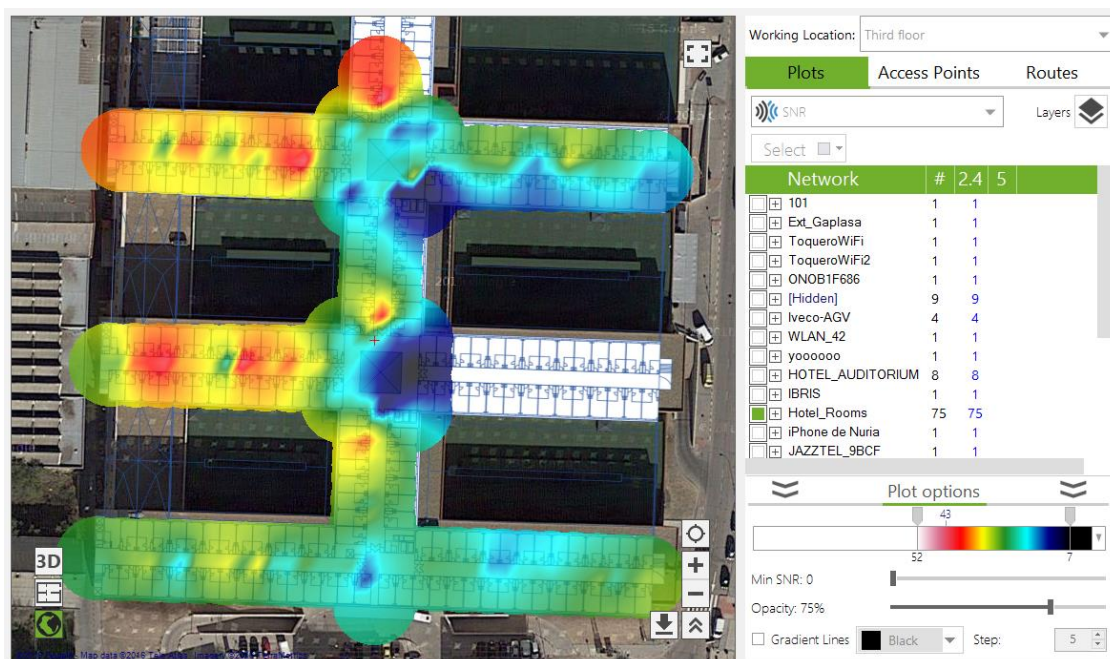 Working Location: Third floor
Plots Access Points Routes
SNR Layers
Select
Network # 2.4 5
101 1 1
Ext_Gaplasa 1 1
ToqueroWiFi 1 1
ToqueroWiFi2 1 1
ONOB1F686 1 1
[Hidden] 9 9
Iveco-AGV 4 4
WLAN_42 1 1
yoooooo 1 1
HOTEL_AUDITORIUM 8 8
IBRIS 1 1
Hotel_Rooms 75 75
iPhone de Nuria 1 1
JAZZTEL_9BCF 1 1
Plot options
43
52 7
Min SNR: 0
Opacity: 75%
Gradient Lines Black Step: 5
3D